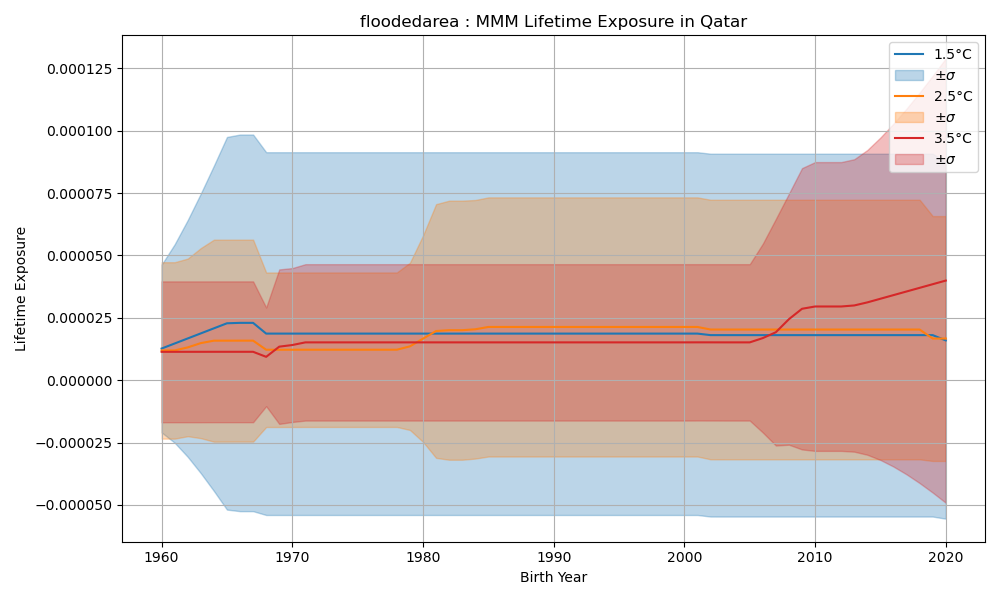 floodedarea : MMM Lifetime Exposure in Qatar
1.5°C
±σ
2.5°C
±σ
3.5°C
±σ
Lifetime Exposure
0.000125
0.000100
0.000075
0.000050
0.000025
0.000000
−0.000025
−0.000050
1960 1970 1980 1990 2000 2010 2020
Birth Year